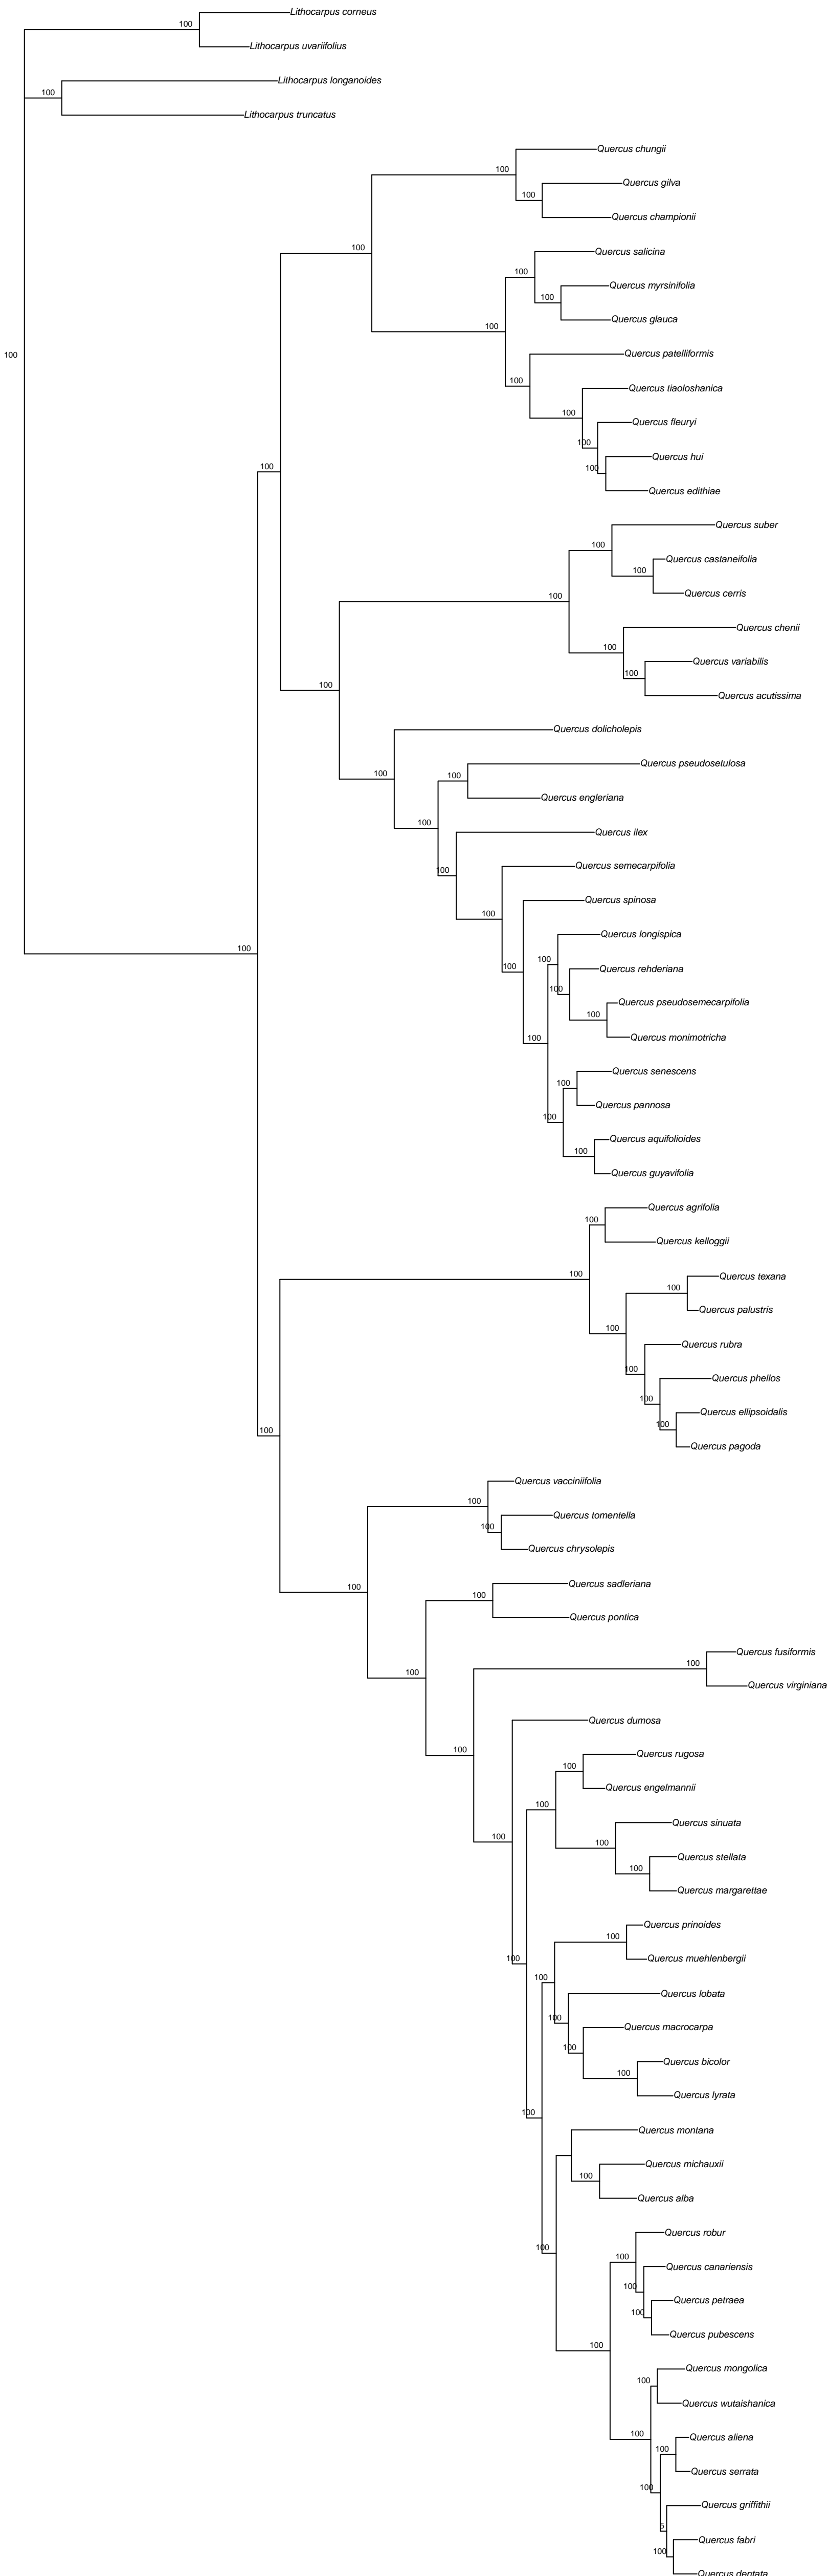 Lithocarpus corneus
100
Lithocarpus uvariifolius
Lithocarpus longanoides
100
Lithocarpus truncatus
Quercus chungii
100
Quercus gilva
100
Quercus championii
100
Quercus salicina
100
Quercus myrsinifolia
100
Quercus glauca
100
100
Quercus patelliformis
100
Quercus tiaoloshanica
100
Quercus fleuryi
100
Quercus hui
100
100
Quercus edithiae
Quercus suber
100
Quercus castaneifolia
100
Quercus cerris
100
Quercus chenii
100
Quercus variabilis
100
Quercus acutissima
100
Quercus dolicholepis
100
Quercus pseudosetulosa
100
Quercus engleriana
100
Quercus ilex
100
Quercus semecarpifolia
100
Quercus spinosa
Quercus longispica
100
100
100
Quercus rehderiana
100
Quercus pseudosemecarpifolia
100
Quercus monimotricha
100
Quercus senescens
100
Quercus pannosa
100
Quercus aquifolioides
100
Quercus guyavifolia
Quercus agrifolia
100
Quercus kelloggii
100
Quercus texana
100
Quercus palustris
100
Quercus rubra
100
Quercus phellos
100
Quercus ellipsoidalis
100
Quercus pagoda
100
Quercus vacciniifolia
100
Quercus tomentella
100
Quercus chrysolepis
100
Quercus sadleriana
100
Quercus pontica
100
Quercus fusiformis
100
Quercus virginiana
Quercus dumosa
100
Quercus rugosa
100
Quercus engelmannii
100
Quercus sinuata
100
100
Quercus stellata
100
Quercus margarettae
Quercus prinoides
100
Quercus muehlenbergii
100
100
Quercus lobata
100
Quercus macrocarpa
100
Quercus bicolor
100
Quercus lyrata
100
Quercus montana
Quercus michauxii
100
Quercus alba
Quercus robur
100
100
Quercus canariensis
100
Quercus petraea
100
Quercus pubescens
100
Quercus mongolica
100
Quercus wutaishanica
100
Quercus aliena
100
Quercus serrata
100
Quercus griffithii
5
Quercus fabri
100
Quercus dentata